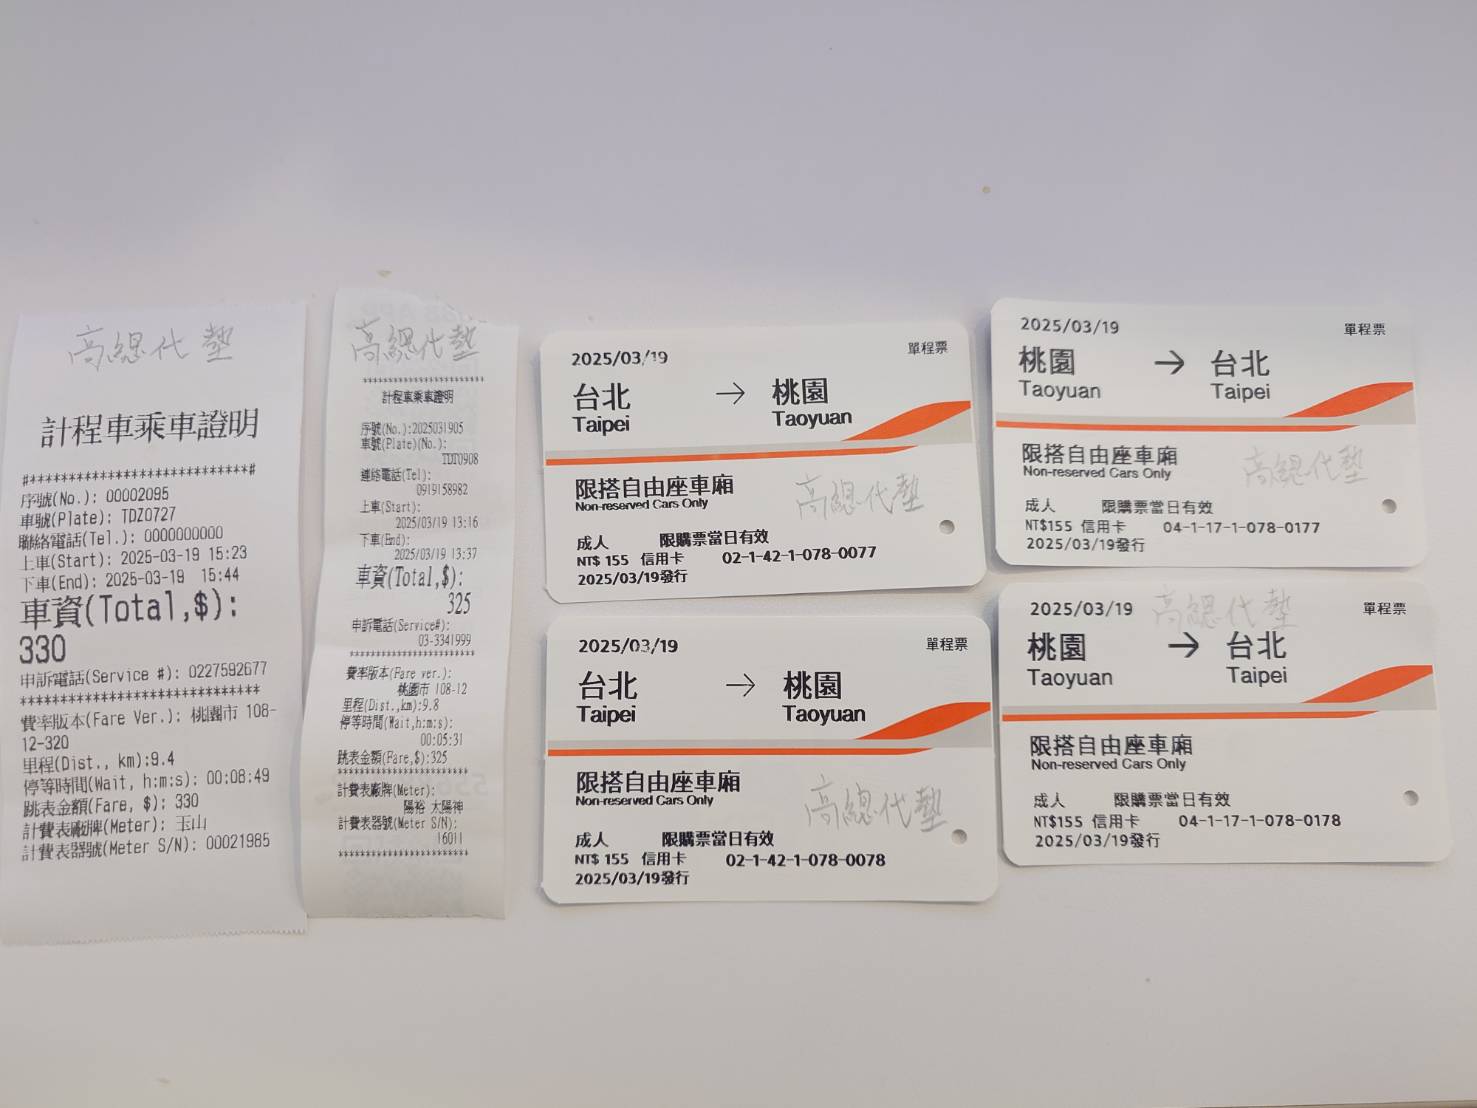 高總代墊
計程車乘車證明
#*****************************#
序號(No.): 00002095
車號(Plate): TDZ0727
聯絡電話(Tel.): 0000000000
上車(Start): 2025-03-19 15:23
下車(End): 2025-03-19 15:44
車資(Total,$):
330
申訴電話(Service #): 0227592677
*******************************
費率版本(Fare Ver.): 桃園市 108-
12-320
里程(Dist., km):9.4
停等時間(Wait, h:m:s): 00:08:49
跳表金額(Fare, $): 330
計費表廠牌(Meter): 玉山
計費表器號(Meter S/N): 00021985
高總代墊
************************
計程車乘車證明
序號(No.):2025031905
車號(Plate)(No.):
TDT0908
連絡電話(Tel):
0919158982
上車(Start):
2025/03/19 13:16
下車(End):
2025/03/19 13:37
車資(Total,$):
325
申訴電話(Service#):
03-3341999
************************
費率版本(Fare ver.):
桃園市 108-12
里程(Dist.,km):9.8
停等時間(Wait,h:m:s):
00:05:31
跳表金額(Fare,$):325
************************
計費表廠牌(Meter):
陽裕 太陽神
計費表器號(Meter S/N):
16011
************************
2025/03/19 單程票
台北 → 桃園
Taipei Taoyuan
限搭自由座車廂
Non-reserved Cars Only
高總代墊
成人 限購票當日有效
NT$ 155 信用卡 02-1-42-1-078-0077
2025/03/19發行
2025/03/19 單程票
台北 → 桃園
Taipei Taoyuan
限搭自由座車廂
Non-reserved Cars Only
高總代墊
成人 限購票當日有效
NT$ 155 信用卡 02-1-42-1-078-0078
2025/03/19發行
2025/03/19 單程票
桃園 → 台北
Taoyuan Taipei
限搭自由座車廂
Non-reserved Cars Only
高總代墊
成人 限購票當日有效
NT$155 信用卡 04-1-17-1-078-0177
2025/03/19發行
2025/03/19 高總代墊 單程票
桃園 → 台北
Taoyuan Taipei
限搭自由座車廂
Non-reserved Cars Only
成人 限購票當日有效
NT$155 信用卡 04-1-17-1-078-0178
2025/03/19發行